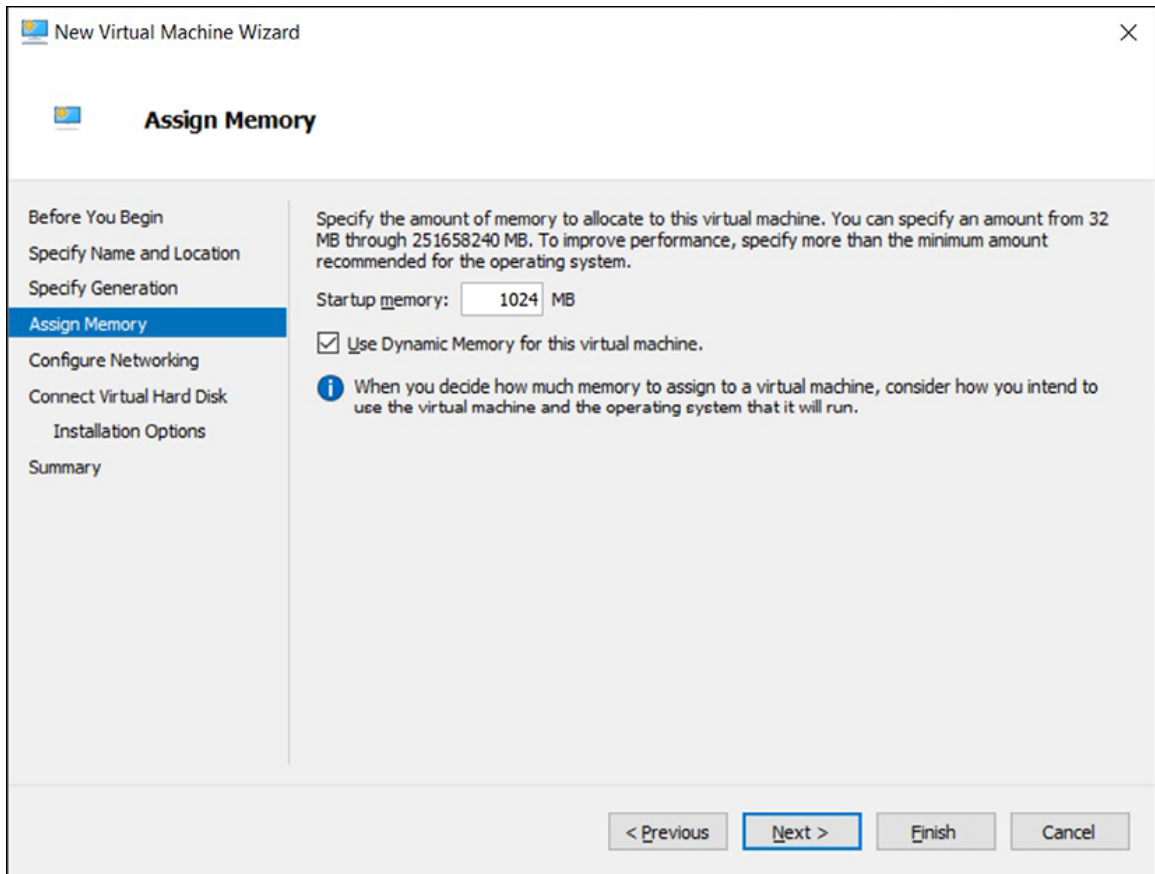 New Virtual Machine Wizard
Assign Memory
Before You Begin
Specify Name and Location
Specify Generation
Assign Memory
Configure Networking
Connect Virtual Hard Disk
Installation Options
Summary
Specify the amount of memory to allocate to this virtual machine. You can specify an amount from 32
MB through 251658240 MB. To improve performance, specify more than the minimum amount
recommended for the operating system.
Startup memory: 1024 MB
Use Dynamic Memory for this virtual machine.
When you decide how much memory to assign to a virtual machine, consider how you intend to
use the virtual machine and the operating system that it will run.
< Previous Next > Finish Cancel